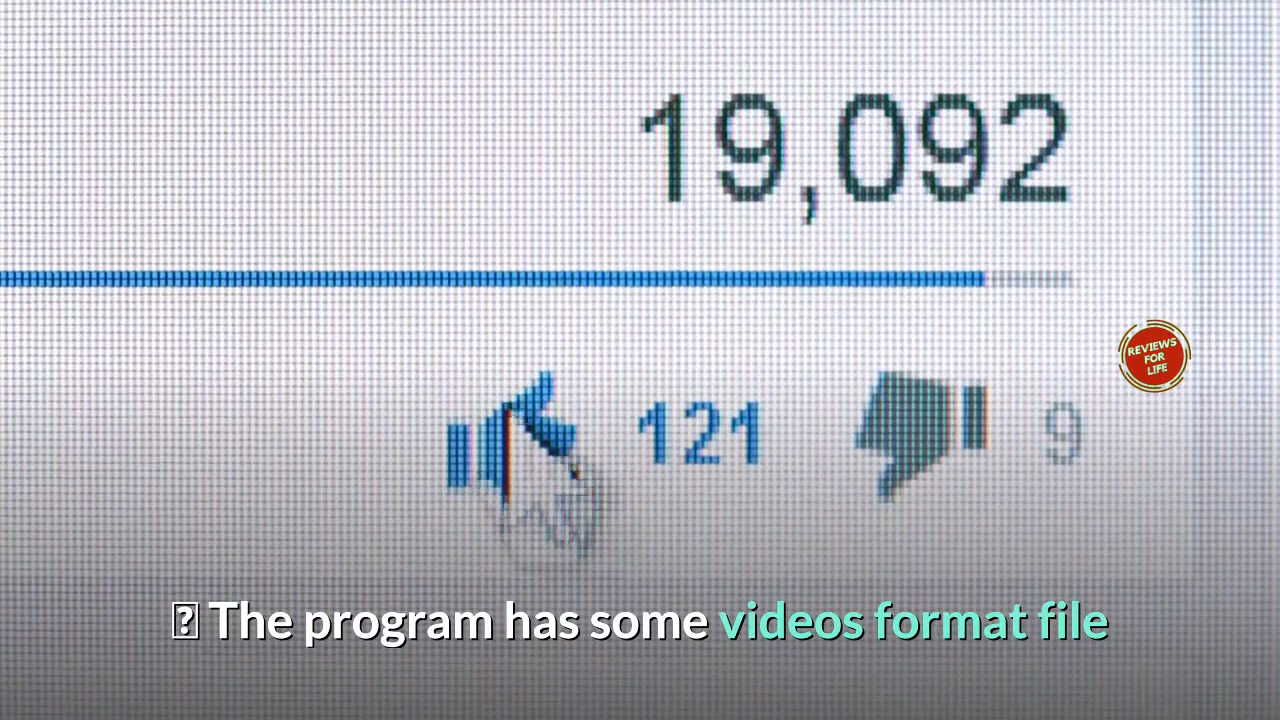 19,092
REVIEWS
FOR
LIFE
121
9
The program has some videos format file